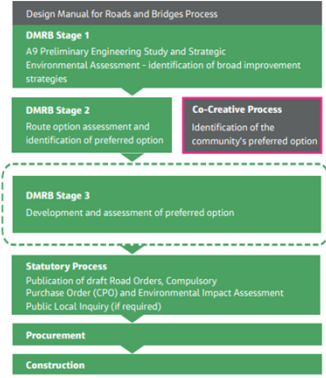 Design Manual for Roads and Bridges Process
DMRB Stage 1
A9 Preliminary Engineering Study and Strategic
Environmental Assessment - identification of broad improvement
strategies
DMRB Stage 2
Route option assessment and
identification of preferred option
Co-Creative Process
Identification of the
community's preferred option
DMRB Stage 3
Development and assessment of preferred option
Statutory Process
Publication of draft Road Orders, Compulsory
Purchase Order (CPO) and Environmental Impact Assessment
Public Local Inquiry (if required)
Procurement
Construction